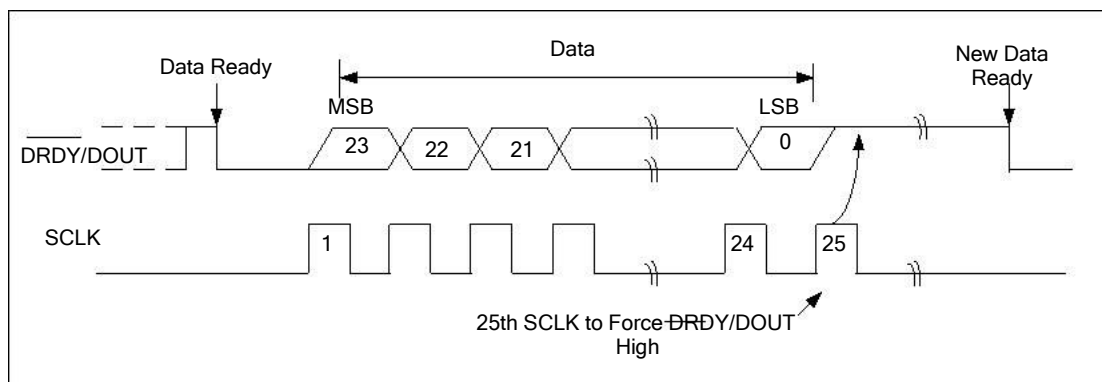 Data
Data Ready
New Data
Ready
MSB
LSB
DRDY/DOUT
23
22
21
0
SCLK
1
24
25
25th SCLK to Force DRDY/DOUT
High